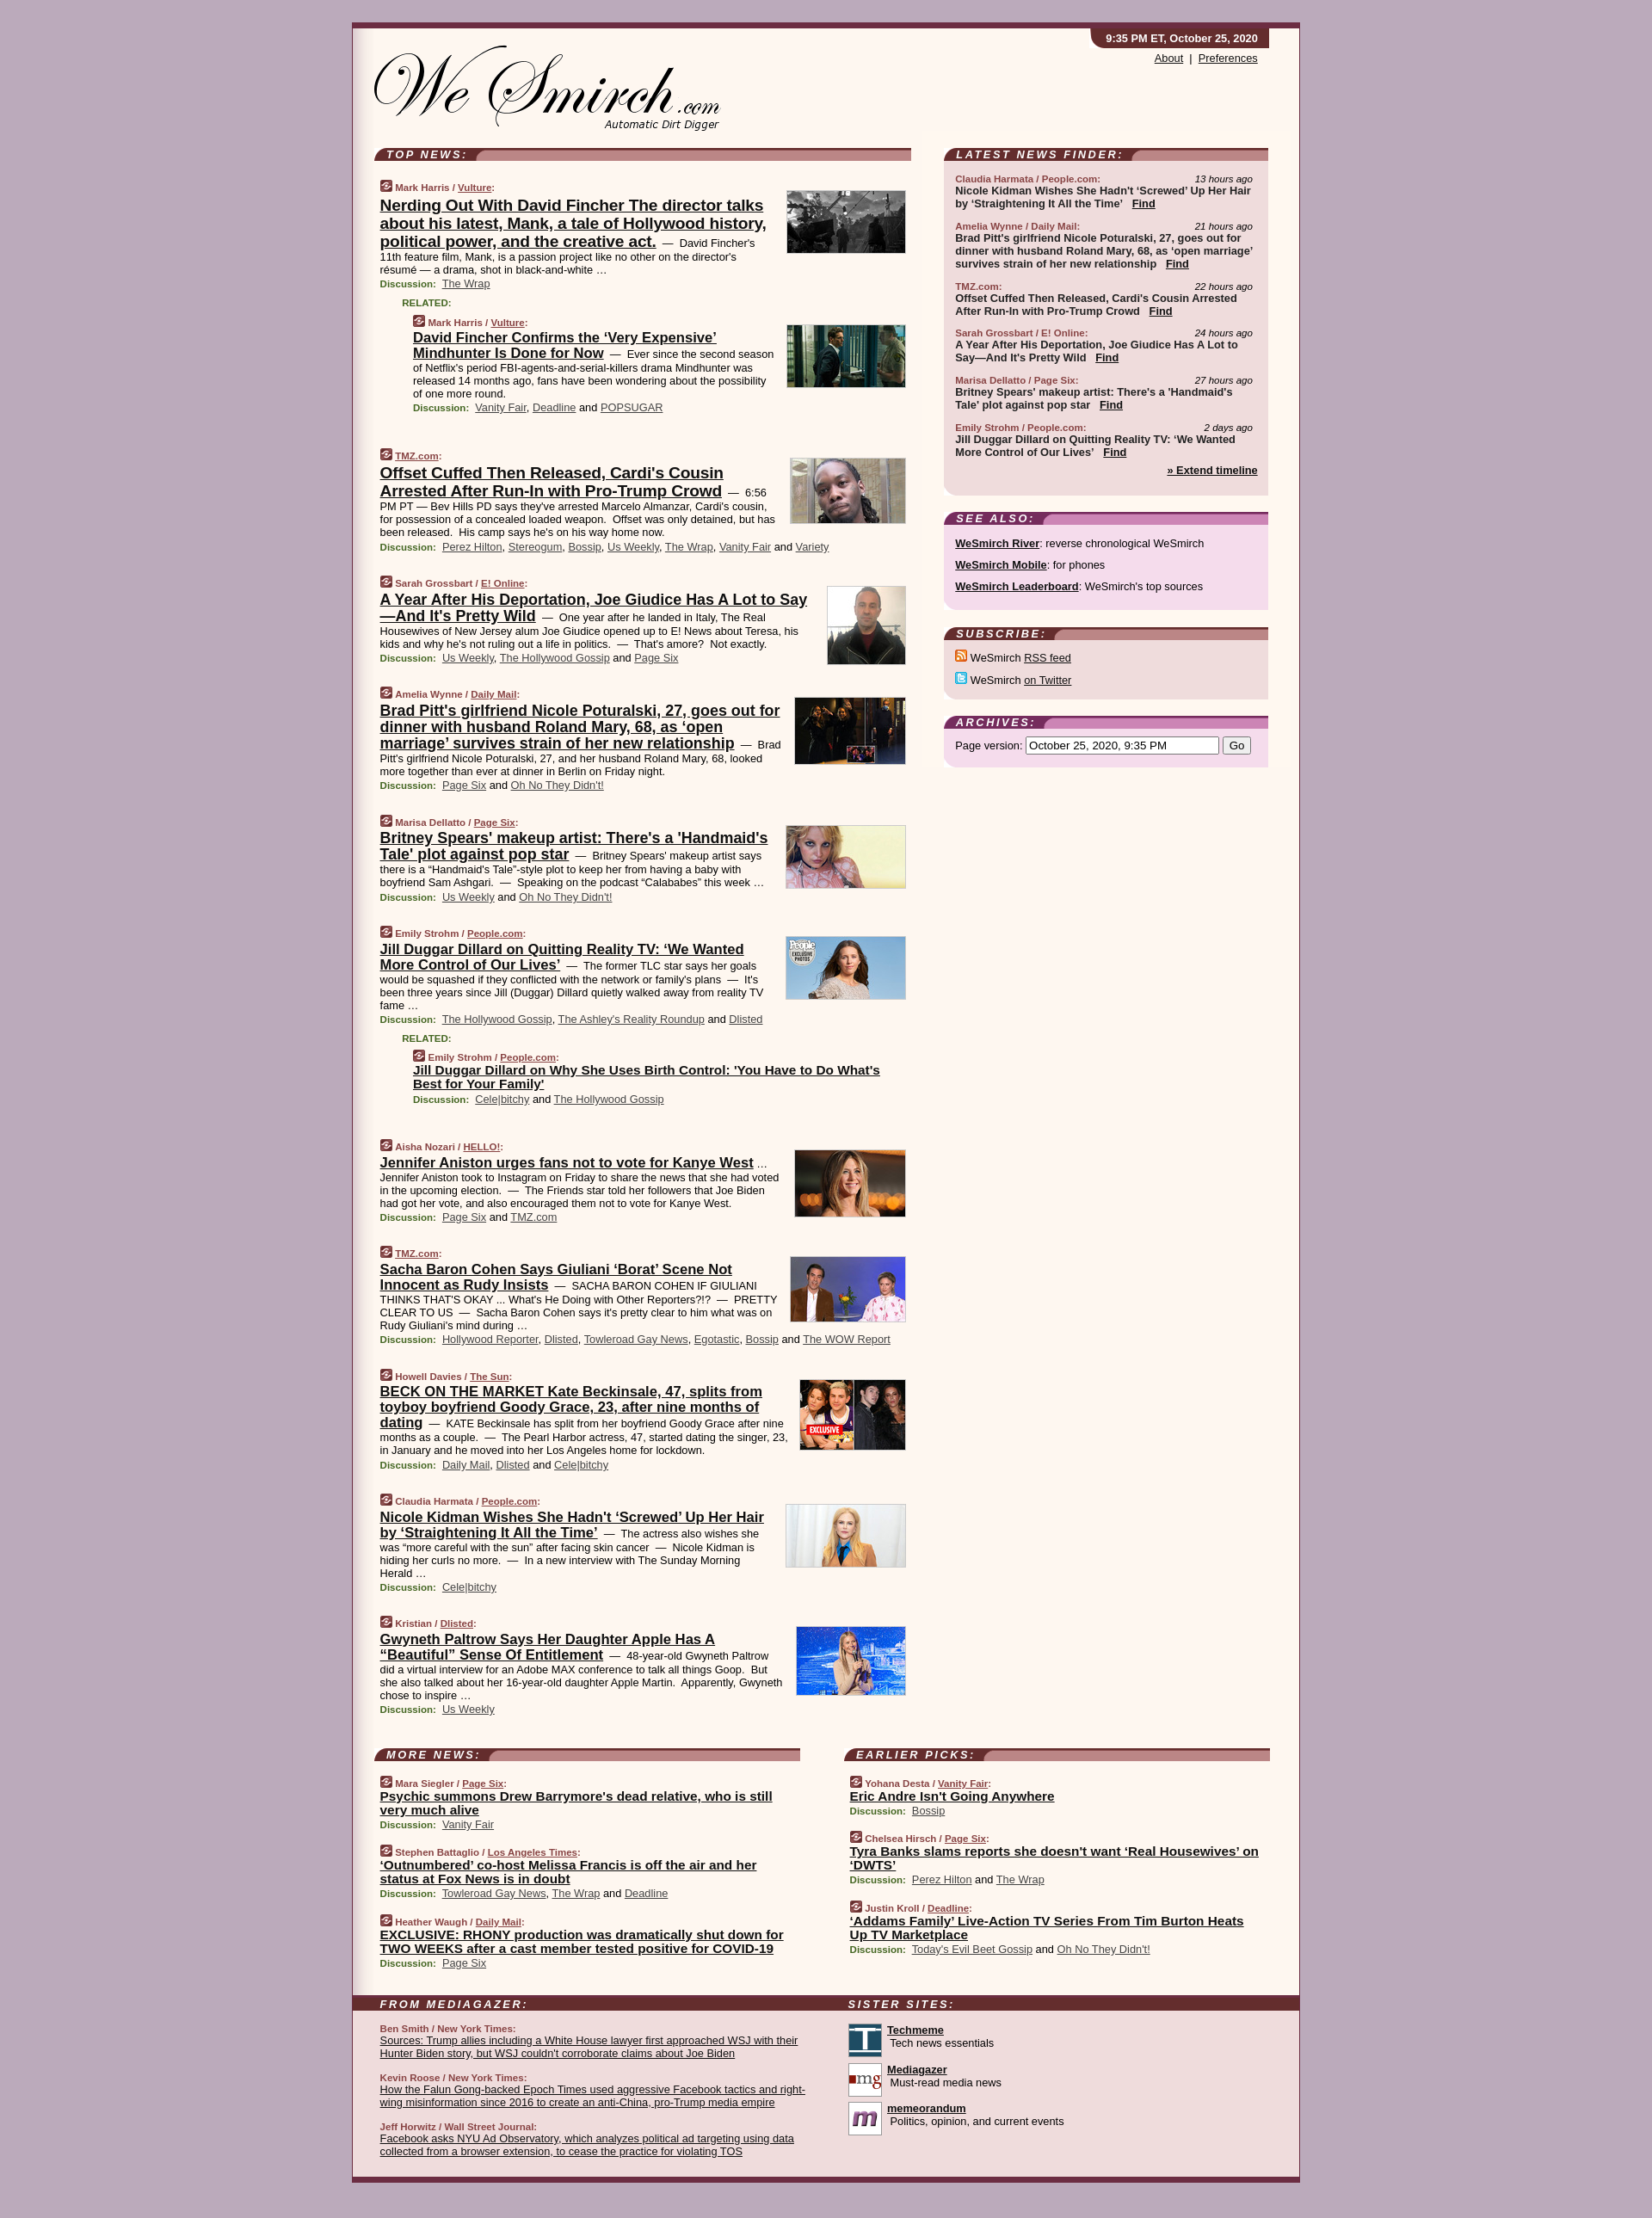 9:35 PM ET, October 25, 2020
About | Preferences
We Smirch .com
Automatic Dirt Digger
TOP NEWS:
Mark Harris / Vulture:
Nerding Out With David Fincher The director talks
about his latest, Mank, a tale of Hollywood history,
political power, and the creative act. — David Fincher's
11th feature film, Mank, is a passion project like no other on the director's
résumé — a drama, shot in black-and-white …
Discussion: The Wrap
RELATED:
Mark Harris / Vulture:
David Fincher Confirms the ‘Very Expensive’
Mindhunter Is Done for Now — Ever since the second season
of Netflix's period FBI-agents-and-serial-killers drama Mindhunter was
released 14 months ago, fans have been wondering about the possibility
of one more round.
Discussion: Vanity Fair, Deadline and POPSUGAR
TMZ.com:
Offset Cuffed Then Released, Cardi's Cousin
Arrested After Run-In with Pro-Trump Crowd — 6:56
PM PT — Bev Hills PD says they've arrested Marcelo Almanzar, Cardi's cousin,
for possession of a concealed loaded weapon. Offset was only detained, but has
been released. His camp says he's on his way home now.
Discussion: Perez Hilton, Stereogum, Bossip, Us Weekly, The Wrap, Vanity Fair and Variety
Sarah Grossbart / E! Online:
A Year After His Deportation, Joe Giudice Has A Lot to Say
—And It's Pretty Wild — One year after he landed in Italy, The Real
Housewives of New Jersey alum Joe Giudice opened up to E! News about Teresa, his
kids and why he's not ruling out a life in politics. — That's amore? Not exactly.
Discussion: Us Weekly, The Hollywood Gossip and Page Six
Amelia Wynne / Daily Mail:
Brad Pitt's girlfriend Nicole Poturalski, 27, goes out for
dinner with husband Roland Mary, 68, as ‘open
marriage’ survives strain of her new relationship — Brad
Pitt's girlfriend Nicole Poturalski, 27, and her husband Roland Mary, 68, looked
more together than ever at dinner in Berlin on Friday night.
Discussion: Page Six and Oh No They Didn't!
Marisa Dellatto / Page Six:
Britney Spears' makeup artist: There's a 'Handmaid's
Tale' plot against pop star — Britney Spears' makeup artist says
there is a “Handmaid's Tale”-style plot to keep her from having a baby with
boyfriend Sam Ashgari. — Speaking on the podcast “Calababes” this week …
Discussion: Us Weekly and Oh No They Didn't!
Emily Strohm / People.com:
Jill Duggar Dillard on Quitting Reality TV: ‘We Wanted
More Control of Our Lives’ — The former TLC star says her goals
would be squashed if they conflicted with the network or family's plans — It's
been three years since Jill (Duggar) Dillard quietly walked away from reality TV
fame …
People
EXCLUSIVE
PHOTOS
Discussion: The Hollywood Gossip, The Ashley's Reality Roundup and Dlisted
RELATED:
Emily Strohm / People.com:
Jill Duggar Dillard on Why She Uses Birth Control: 'You Have to Do What's
Best for Your Family'
Discussion: Cele|bitchy and The Hollywood Gossip
Aisha Nozari / HELLO!:
Jennifer Aniston urges fans not to vote for Kanye West …
Jennifer Aniston took to Instagram on Friday to share the news that she had voted
in the upcoming election. — The Friends star told her followers that Joe Biden
had got her vote, and also encouraged them not to vote for Kanye West.
Discussion: Page Six and TMZ.com
TMZ.com:
Sacha Baron Cohen Says Giuliani ‘Borat’ Scene Not
Innocent as Rudy Insists — SACHA BARON COHEN IF GIULIANI
THINKS THAT'S OKAY ... What's He Doing with Other Reporters?!? — PRETTY
CLEAR TO US — Sacha Baron Cohen says it's pretty clear to him what was on
Rudy Giuliani's mind during …
Discussion: Hollywood Reporter, Dlisted, Towleroad Gay News, Egotastic, Bossip and The WOW Report
Howell Davies / The Sun:
BECK ON THE MARKET Kate Beckinsale, 47, splits from
toyboy boyfriend Goody Grace, 23, after nine months of
dating — KATE Beckinsale has split from her boyfriend Goody Grace after nine
months as a couple. — The Pearl Harbor actress, 47, started dating the singer, 23,
in January and he moved into her Los Angeles home for lockdown.
EXCLUSIVE
Discussion: Daily Mail, Dlisted and Cele|bitchy
Claudia Harmata / People.com:
Nicole Kidman Wishes She Hadn't ‘Screwed’ Up Her Hair
by ‘Straightening It All the Time’ — The actress also wishes she
was “more careful with the sun” after facing skin cancer — Nicole Kidman is
hiding her curls no more. — In a new interview with The Sunday Morning
Herald …
Discussion: Cele|bitchy
Kristian / Dlisted:
Gwyneth Paltrow Says Her Daughter Apple Has A
“Beautiful” Sense Of Entitlement — 48-year-old Gwyneth Paltrow
did a virtual interview for an Adobe MAX conference to talk all things Goop. But
she also talked about her 16-year-old daughter Apple Martin. Apparently, Gwyneth
chose to inspire …
Discussion: Us Weekly
LATEST NEWS FINDER:
Claudia Harmata / People.com: 13 hours ago
Nicole Kidman Wishes She Hadn't ‘Screwed’ Up Her Hair
by ‘Straightening It All the Time’ Find
Amelia Wynne / Daily Mail: 21 hours ago
Brad Pitt's girlfriend Nicole Poturalski, 27, goes out for
dinner with husband Roland Mary, 68, as ‘open marriage’
survives strain of her new relationship Find
TMZ.com: 22 hours ago
Offset Cuffed Then Released, Cardi's Cousin Arrested
After Run-In with Pro-Trump Crowd Find
Sarah Grossbart / E! Online: 24 hours ago
A Year After His Deportation, Joe Giudice Has A Lot to
Say—And It's Pretty Wild Find
Marisa Dellatto / Page Six: 27 hours ago
Britney Spears' makeup artist: There's a 'Handmaid's
Tale' plot against pop star Find
Emily Strohm / People.com: 2 days ago
Jill Duggar Dillard on Quitting Reality TV: ‘We Wanted
More Control of Our Lives’ Find
» Extend timeline
SEE ALSO:
WeSmirch River: reverse chronological WeSmirch
WeSmirch Mobile: for phones
WeSmirch Leaderboard: WeSmirch's top sources
SUBSCRIBE:
WeSmirch RSS feed
WeSmirch on Twitter
ARCHIVES:
Page version: October 25, 2020, 9:35 PM Go
MORE NEWS:
Mara Siegler / Page Six:
Psychic summons Drew Barrymore's dead relative, who is still
very much alive
Discussion: Vanity Fair
Stephen Battaglio / Los Angeles Times:
‘Outnumbered’ co-host Melissa Francis is off the air and her
status at Fox News is in doubt
Discussion: Towleroad Gay News, The Wrap and Deadline
Heather Waugh / Daily Mail:
EXCLUSIVE: RHONY production was dramatically shut down for
TWO WEEKS after a cast member tested positive for COVID-19
Discussion: Page Six
EARLIER PICKS:
Yohana Desta / Vanity Fair:
Eric Andre Isn't Going Anywhere
Discussion: Bossip
Chelsea Hirsch / Page Six:
Tyra Banks slams reports she doesn't want ‘Real Housewives’ on
‘DWTS’
Discussion: Perez Hilton and The Wrap
Justin Kroll / Deadline:
‘Addams Family’ Live-Action TV Series From Tim Burton Heats
Up TV Marketplace
Discussion: Today's Evil Beet Gossip and Oh No They Didn't!
FROM MEDIAGAZER:
Ben Smith / New York Times:
Sources: Trump allies including a White House lawyer first approached WSJ with their
Hunter Biden story, but WSJ couldn't corroborate claims about Joe Biden
Kevin Roose / New York Times:
How the Falun Gong-backed Epoch Times used aggressive Facebook tactics and right-
wing misinformation since 2016 to create an anti-China, pro-Trump media empire
Jeff Horwitz / Wall Street Journal:
Facebook asks NYU Ad Observatory, which analyzes political ad targeting using data
collected from a browser extension, to cease the practice for violating TOS
SISTER SITES:
T
Techmeme
Tech news essentials
mg
Mediagazer
Must-read media news
m
memeorandum
Politics, opinion, and current events